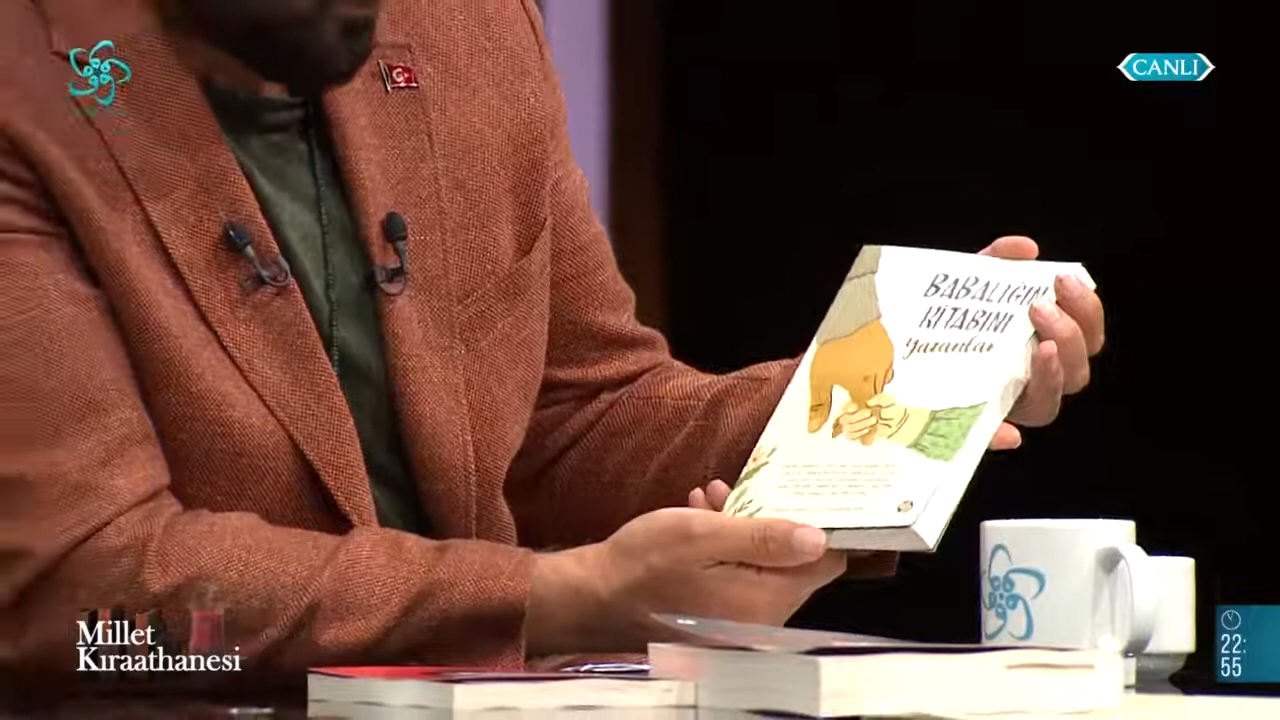 CANLI
BABALIĞIN
KİTABINI
yazanlar
Millet
Kıraathanesi
22:
55